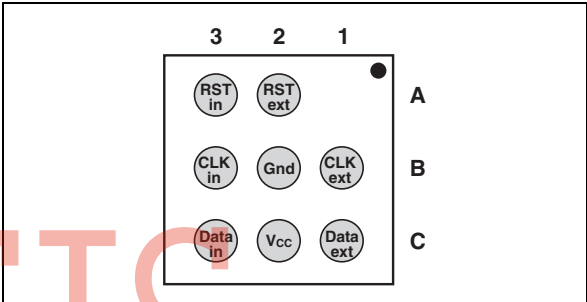 3 2 1
RST in RST ext A
CLK in Gnd CLK ext B
Data in Vcc Data ext C